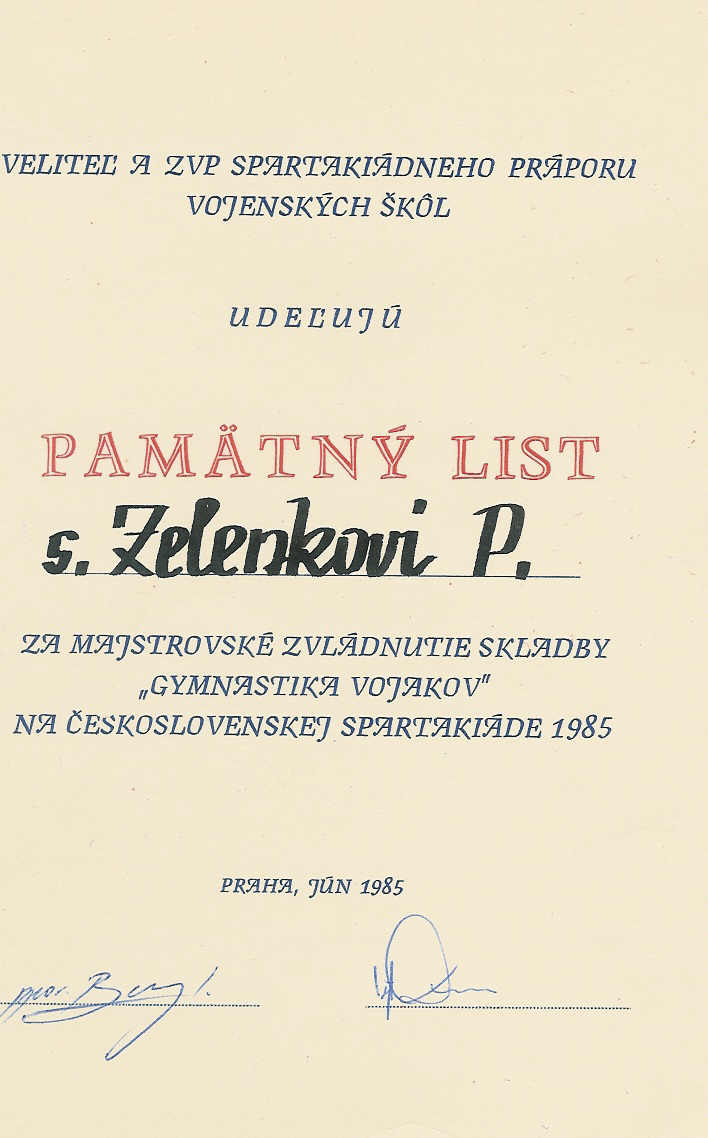 VELITEĽ A ZVP SPARTAKIÁDNEHO PRÁPORU
VOJENSKÝCH ŠKÔL
UDEĽUJÚ
PAMÄTNÝ LIST
s. Zelenkovi P.
ZA MAJSTROVSKÉ ZVLÁDNUTIE SKLADBY
„GYMNASTIKA VOJAKOV"
NA ČESKOSLOVENSKEJ SPARTAKIÁDE 1985
PRAHA, JÚN 1985